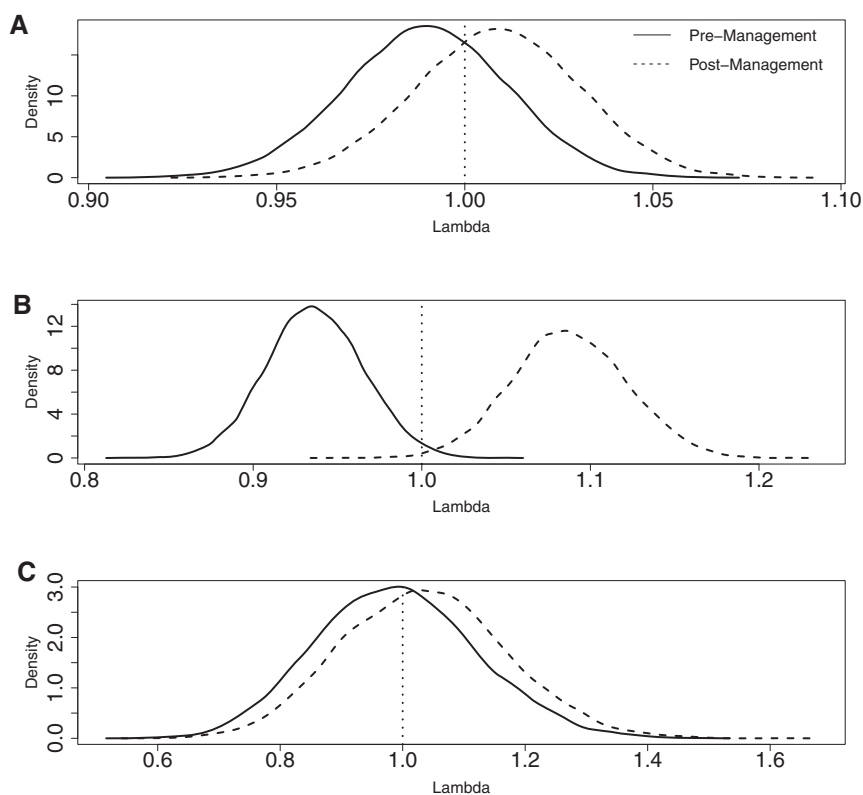 A
Pre−Management
Post−Management
Density
0 5 10
0.90 0.95 1.00 1.05 1.10
Lambda
B
Density
0 4 8 12
0.8 0.9 1.0 1.1 1.2
Lambda
C
Density
0.0 1.0 2.0 3.0
0.6 0.8 1.0 1.2 1.4 1.6
Lambda